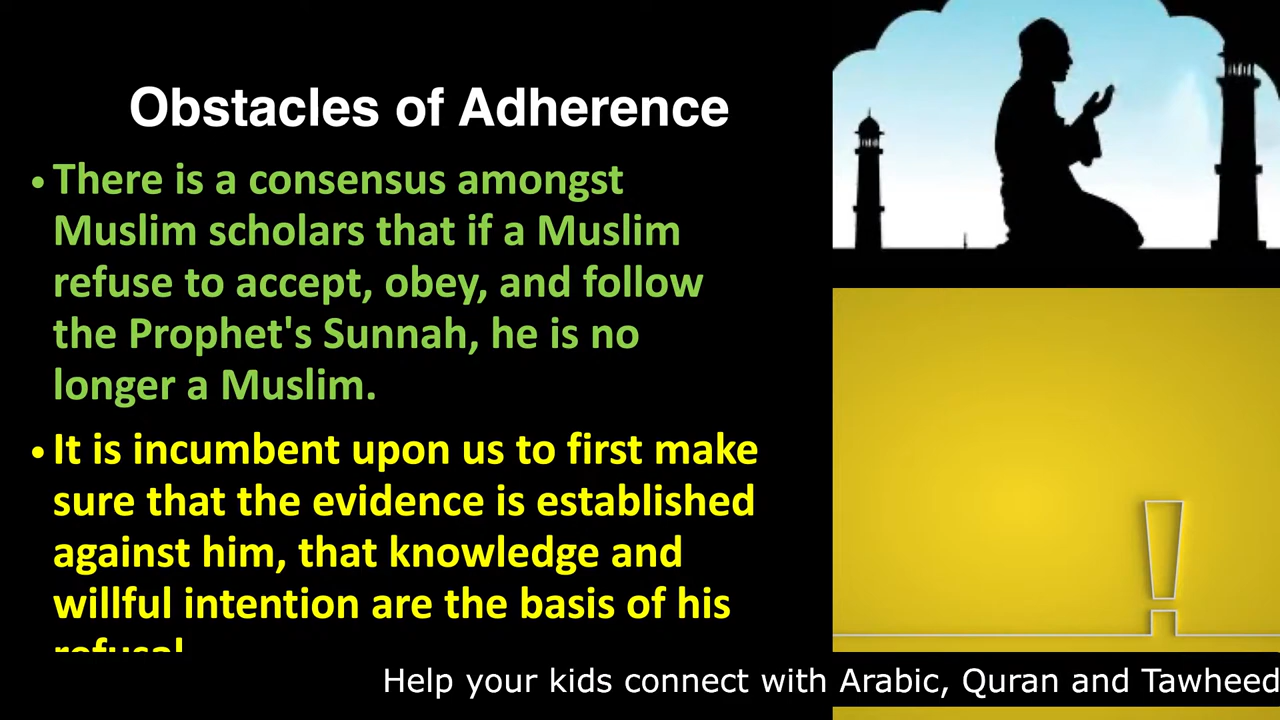 Obstacles of Adherence
• There is a consensus amongst
Muslim scholars that if a Muslim
refuse to accept, obey, and follow
the Prophet's Sunnah, he is no
longer a Muslim.
• It is incumbent upon us to first make
sure that the evidence is established
against him, that knowledge and
willful intention are the basis of his
refusal
Help your kids connect with Arabic, Quran and Tawheed